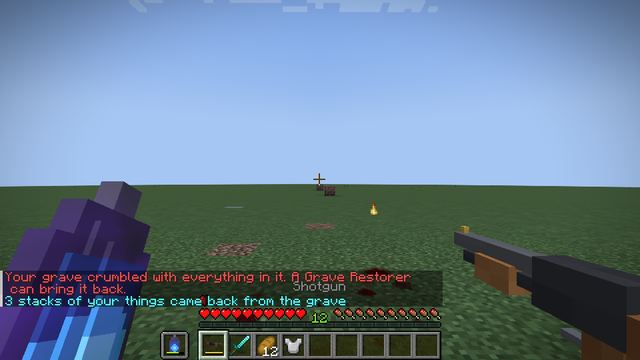 Your grave crumbled with everything in it. A Grave Restorer
can bring it back.
Shotgun
3 stacks of your things came back from the grave
12
12